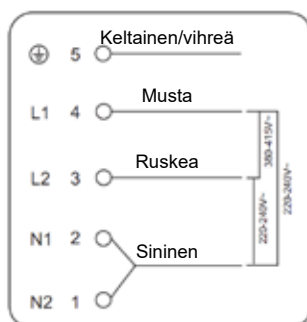 5 Keltainen/vihreä
L1 4 Musta
380-415V~
220-240V~
L2 3 Ruskea
220-240V~
N1 2
Sininen
N2 1